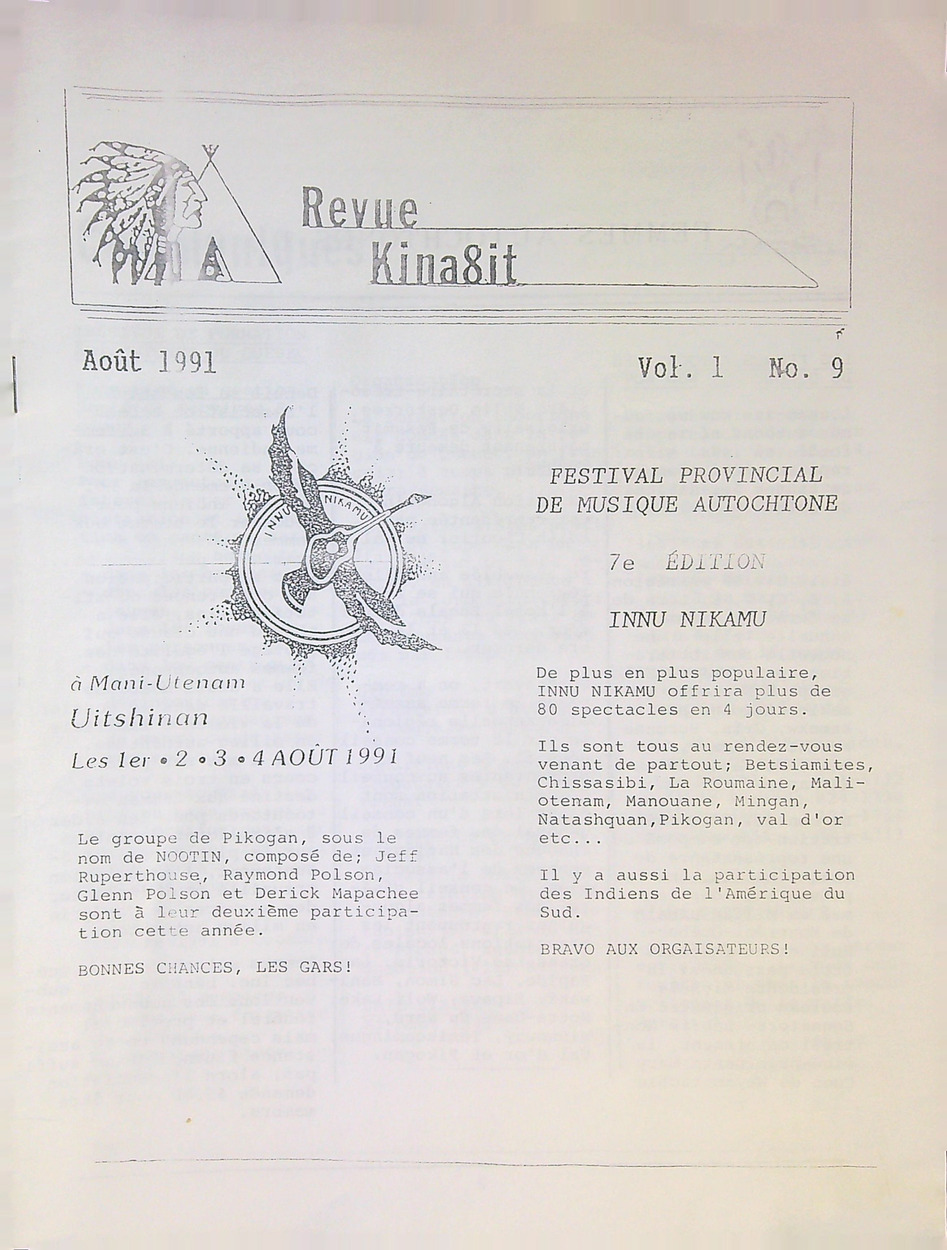 Revue
Kina8it
Août 1991
Vol. 1 No. 9
INNU NIKAMU
à Mani-Utenam
Uitshinan
Les 1er • 2 • 3 • 4 AOÛT 1991
Le groupe de Pikogan, sous le
nom de NOOTIN, composé de; Jeff
Ruperthouse, Raymond Polson,
Glenn Polson et Derick Mapachee
sont à leur deuxième participa-
tion cette année.
BONNES CHANCES, LES GARS!
FESTIVAL PROVINCIAL
DE MUSIQUE AUTOCHTONE
7e ÉDITION
INNU NIKAMU
De plus en plus populaire,
INNU NIKAMU offrira plus de
80 spectacles en 4 jours.
Ils sont tous au rendez-vous
venant de partout; Betsiamites,
Chissasibi, La Roumaine, Mali-
otenam, Manouane, Mingan,
Natashquan,Pikogan, val d'or
etc...
Il y a aussi la participation
des Indiens de l'Amérique du
Sud.
BRAVO AUX ORGAISATEURS!